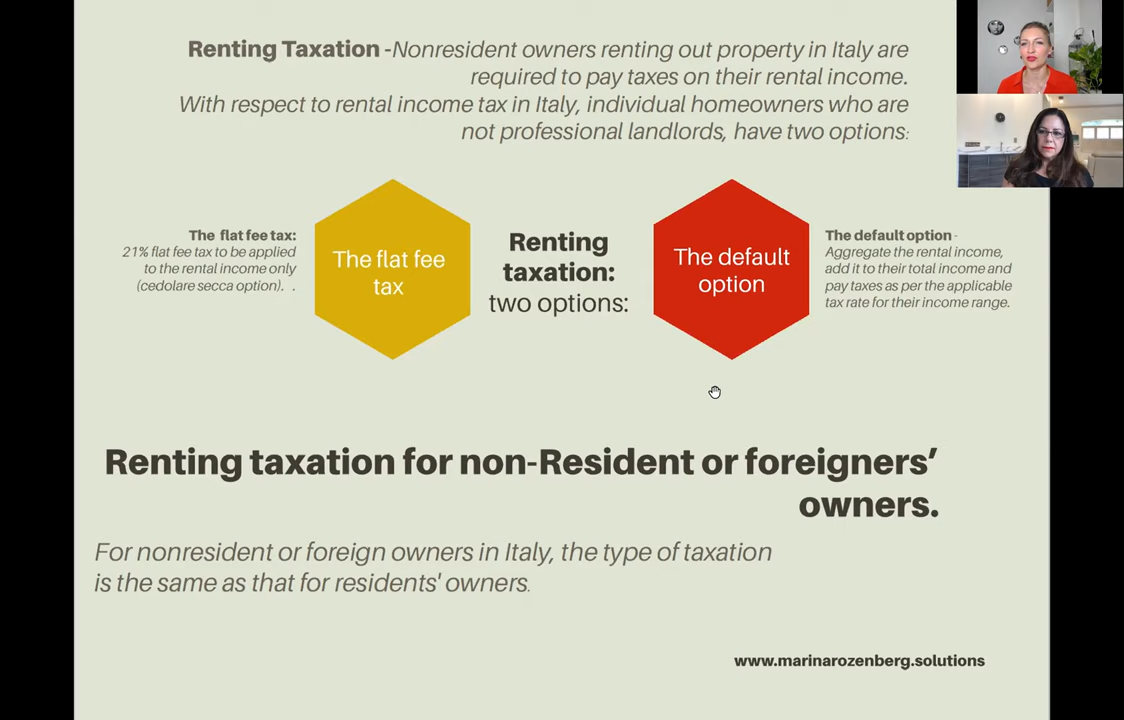 Renting Taxation -Nonresident owners renting out property in Italy are
required to pay taxes on their rental income.
With respect to rental income tax in Italy, individual homeowners who are
not professional landlords, have two options:
The flat fee tax:
21% flat fee tax to be applied
to the rental income only
(cedolare secca option). .
The flat fee
tax
Renting
taxation:
two options:
The default
option
The default option -
Aggregate the rental income,
add it to their total income and
pay taxes as per the applicable
tax rate for their income range.
Renting taxation for non-Resident or foreigners’
owners.
For nonresident or foreign owners in Italy, the type of taxation
is the same as that for residents' owners.
www.marinarozenberg.solutions